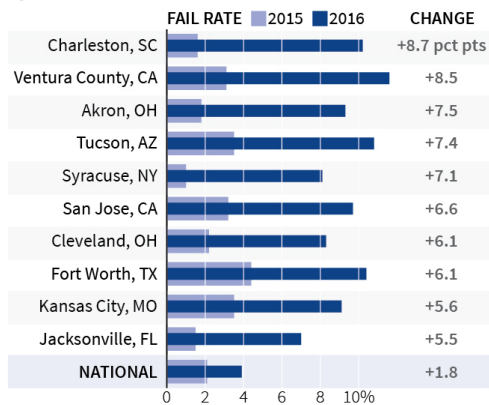 FAIL RATE 2015 2016 CHANGE
Charleston, SC +8.7 pct pts
Ventura County, CA +8.5
Akron, OH +7.5
Tucson, AZ +7.4
Syracuse, NY +7.1
San Jose, CA +6.6
Cleveland, OH +6.1
Fort Worth, TX +6.1
Kansas City, MO +5.6
Jacksonville, FL +5.5
NATIONAL +1.8
0 2 4 6 8 10%